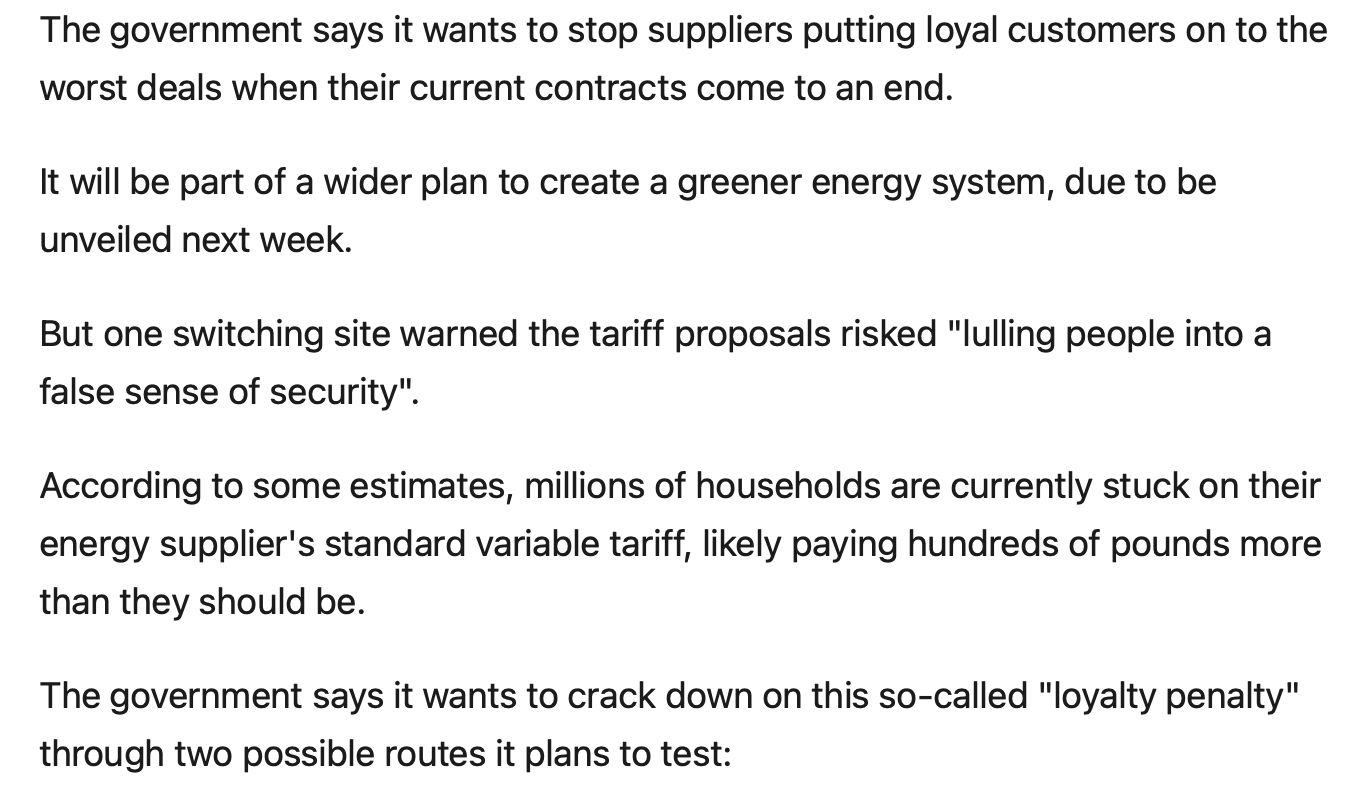 The government says it wants to stop suppliers putting loyal customers on to the
worst deals when their current contracts come to an end.
It will be part of a wider plan to create a greener energy system, due to be
unveiled next week.
But one switching site warned the tariff proposals risked "lulling people into a
false sense of security".
According to some estimates, millions of households are currently stuck on their
energy supplier's standard variable tariff, likely paying hundreds of pounds more
than they should be.
The government says it wants to crack down on this so-called "loyalty penalty"
through two possible routes it plans to test: